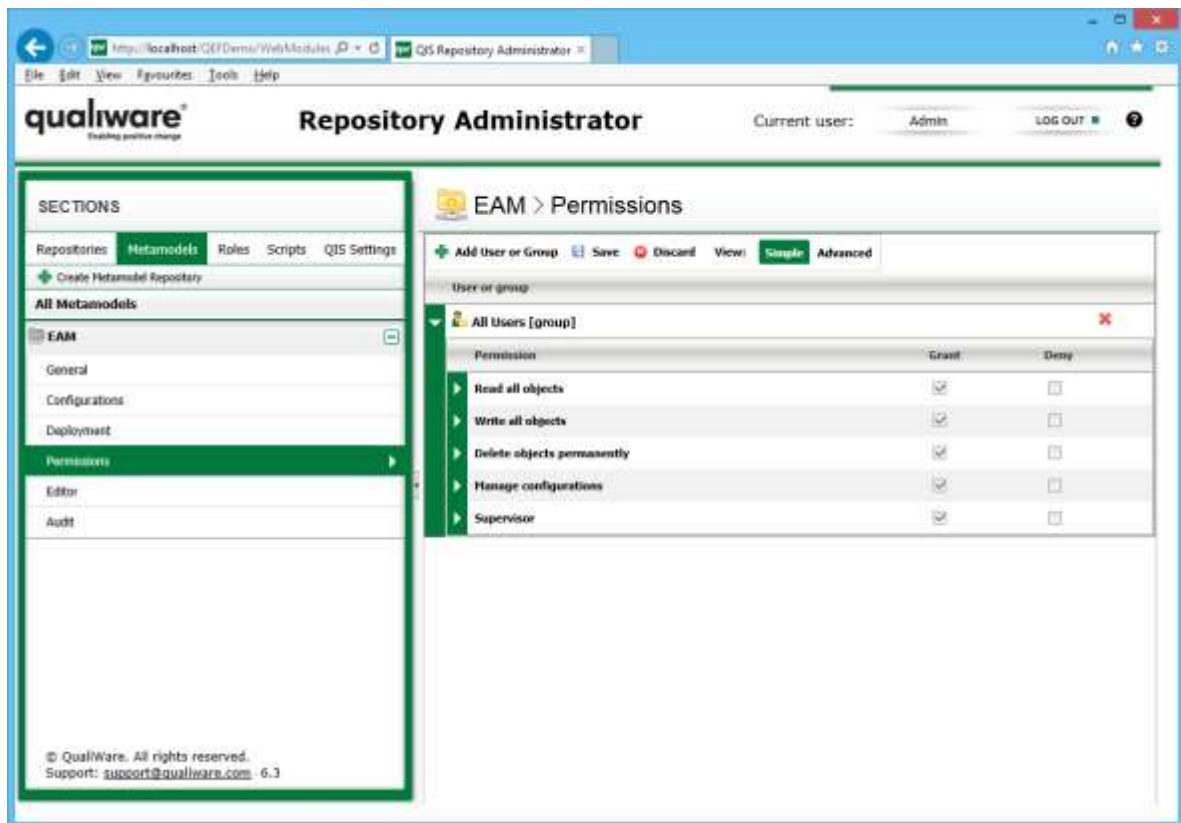 http://localhost/QEFDemo/WebModules
QIS Repository Administrator
File Edit View Favourites Tools Help
qualiware®
Enabling positive change
Repository Administrator
Current user:
Admin
LOG OUT
?
SECTIONS
Repositories Metamodels Roles Scripts QIS Settings
Create Metamodel Repository
All Metamodels
EAM
General
Configurations
Deployment
Permissions
Editor
Audit
© QualiWare. All rights reserved.
Support: support@qualiware.com 6.3
EAM > Permissions
Add User or Group Save Discard View: Simple Advanced
User or group
All Users [group]
Permission Grant Deny
Read all objects
Write all objects
Delete objects permanently
Manage configurations
Supervisor